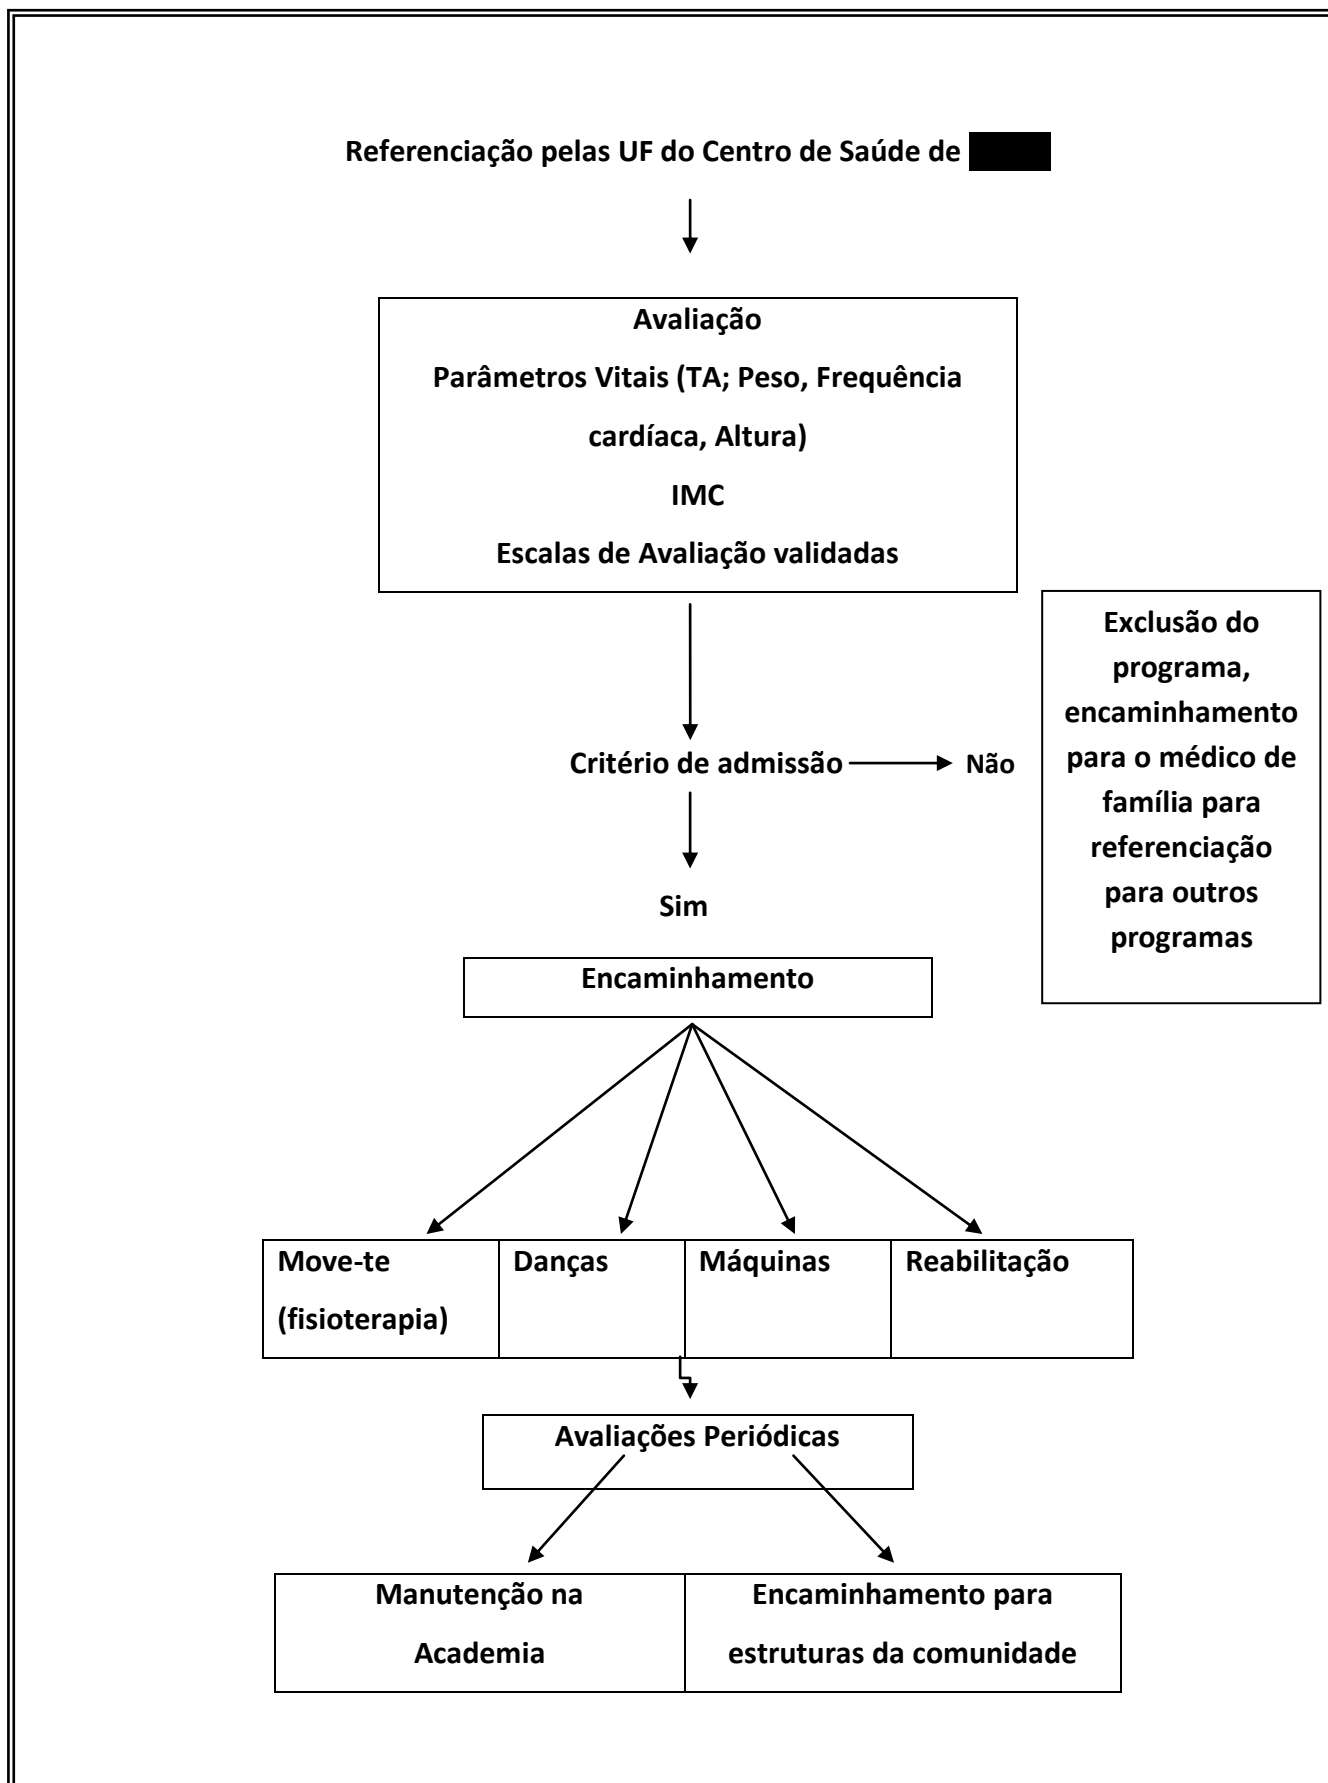 Referenciação pelas UF do Centro de Saúde de
Avaliação
Parâmetros Vitais (TA; Peso, Frequência
cardíaca, Altura)
IMC
Escalas de Avaliação validadas
Exclusão do
programa,
encaminhamento
para o médico de
família para
referenciação
para outros
programas
Critério de admissão
Não
Sim
Encaminhamento
Move-te
(fisioterapia)
Danças
Máquinas
Reabilitação
Avaliações Periódicas
Manutenção na
Academia
Encaminhamento para
estruturas da comunidade